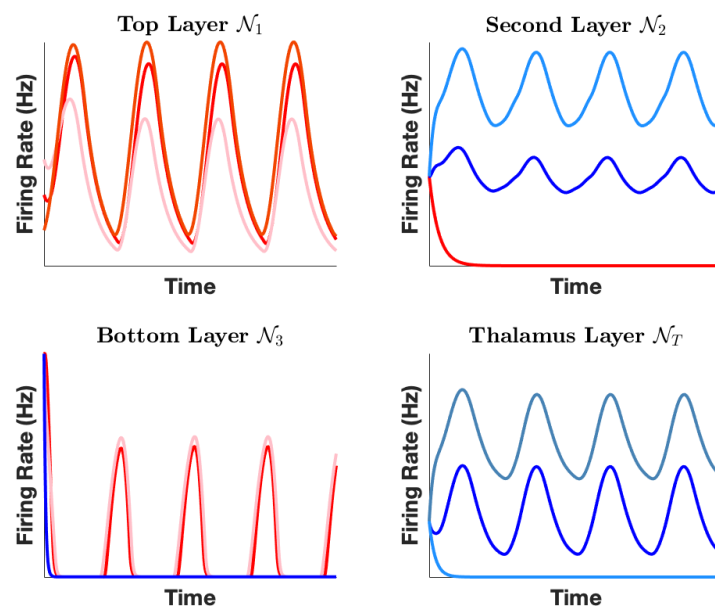 Top Layer 𝒩₁
Firing Rate (Hz)
Time
Second Layer 𝒩₂
Firing Rate (Hz)
Time
Bottom Layer 𝒩₃
Firing Rate (Hz)
Time
Thalamus Layer 𝒩_T
Firing Rate (Hz)
Time